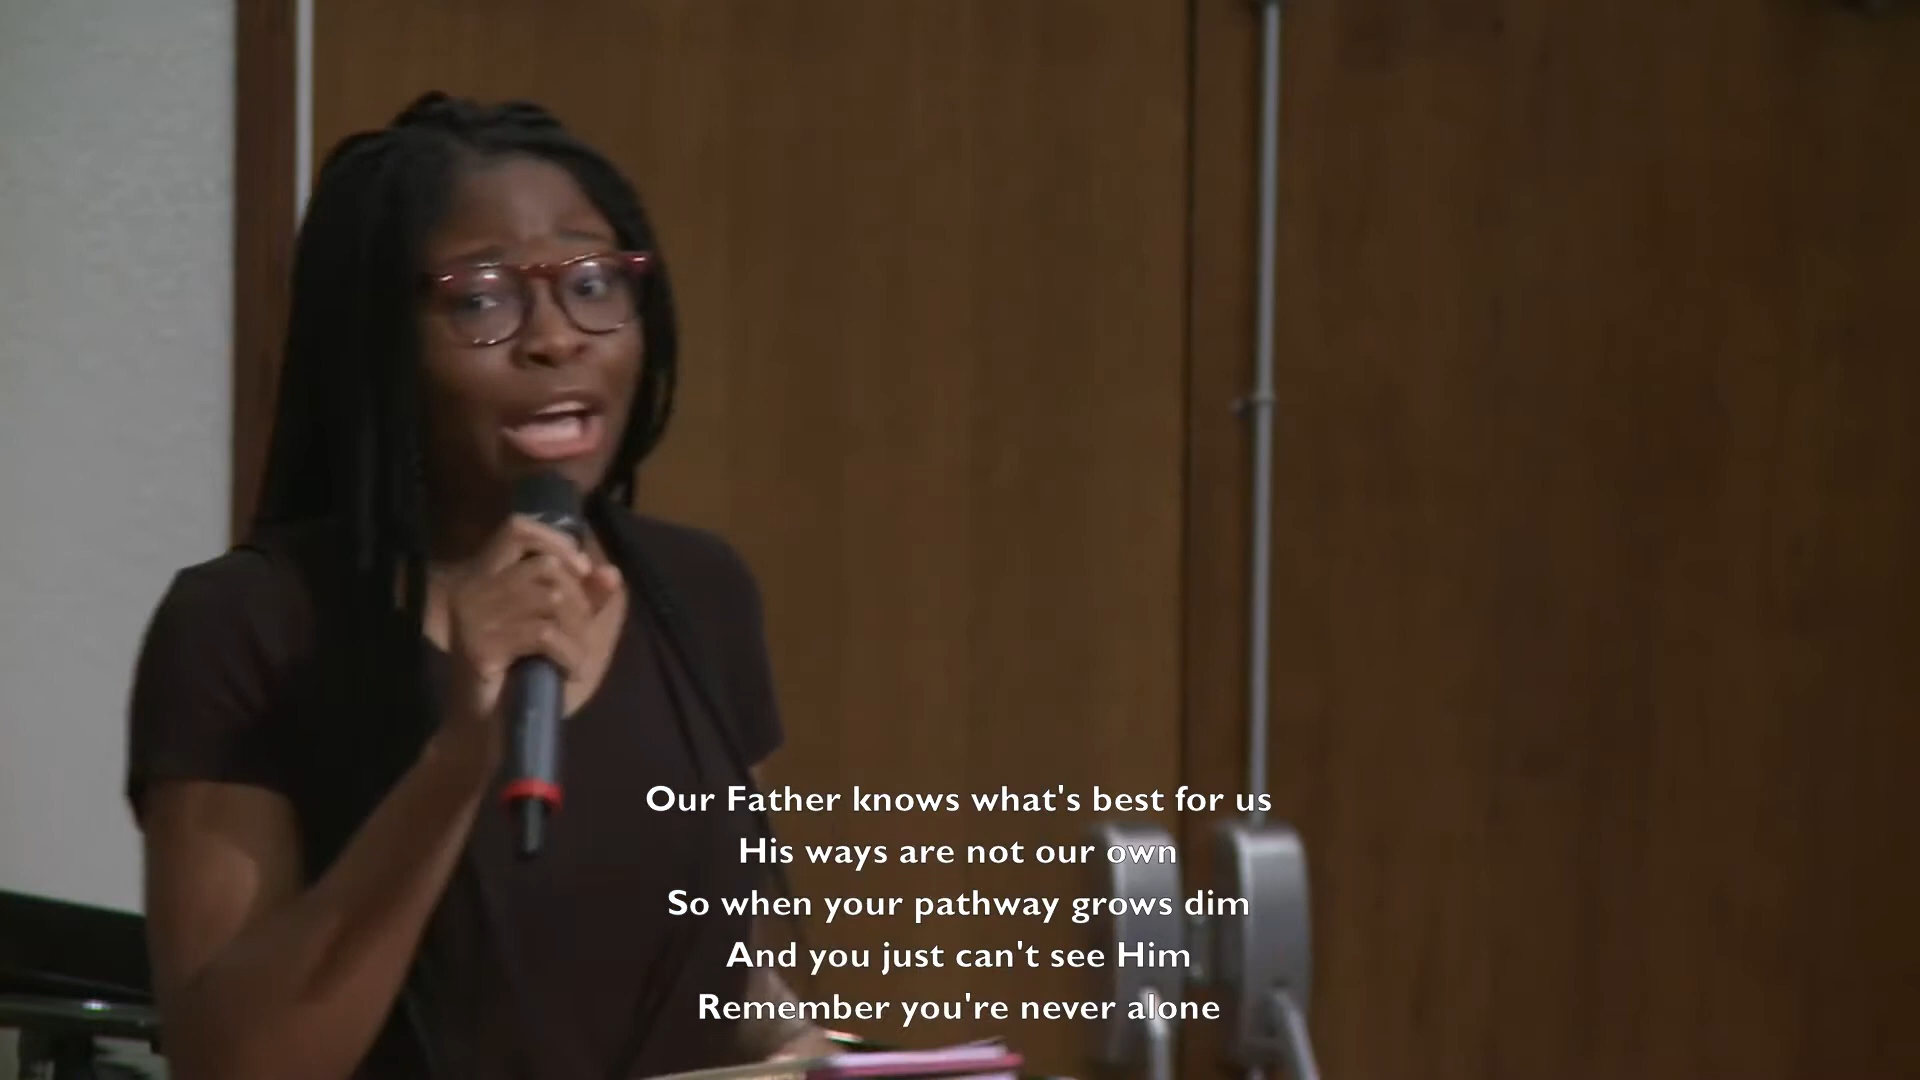 Our Father knows what's best for us
His ways are not our own
So when your pathway grows dim
And you just can't see Him
Remember you're never alone